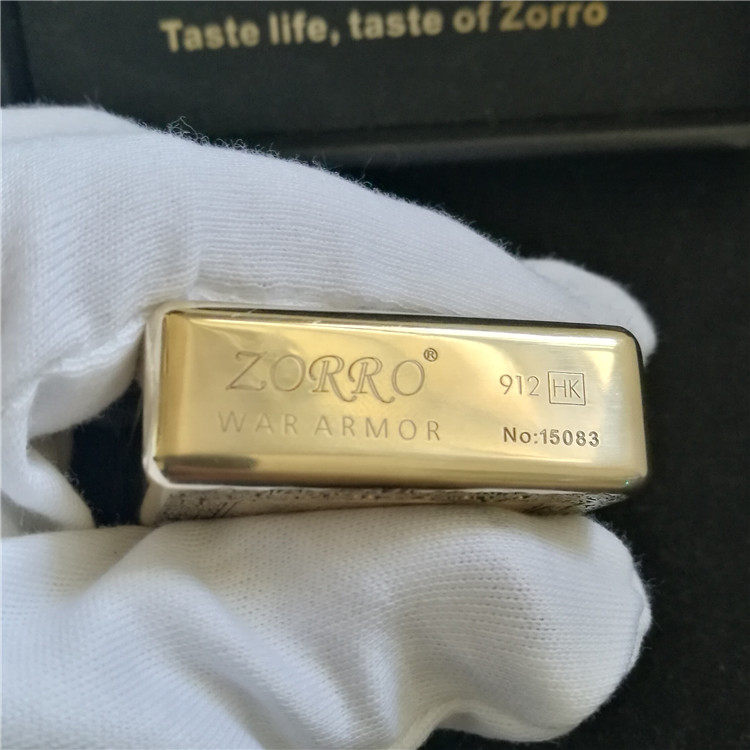 Taste life, taste of Zorro
ZORRO®
WAR ARMOR
912 HK
No:15083